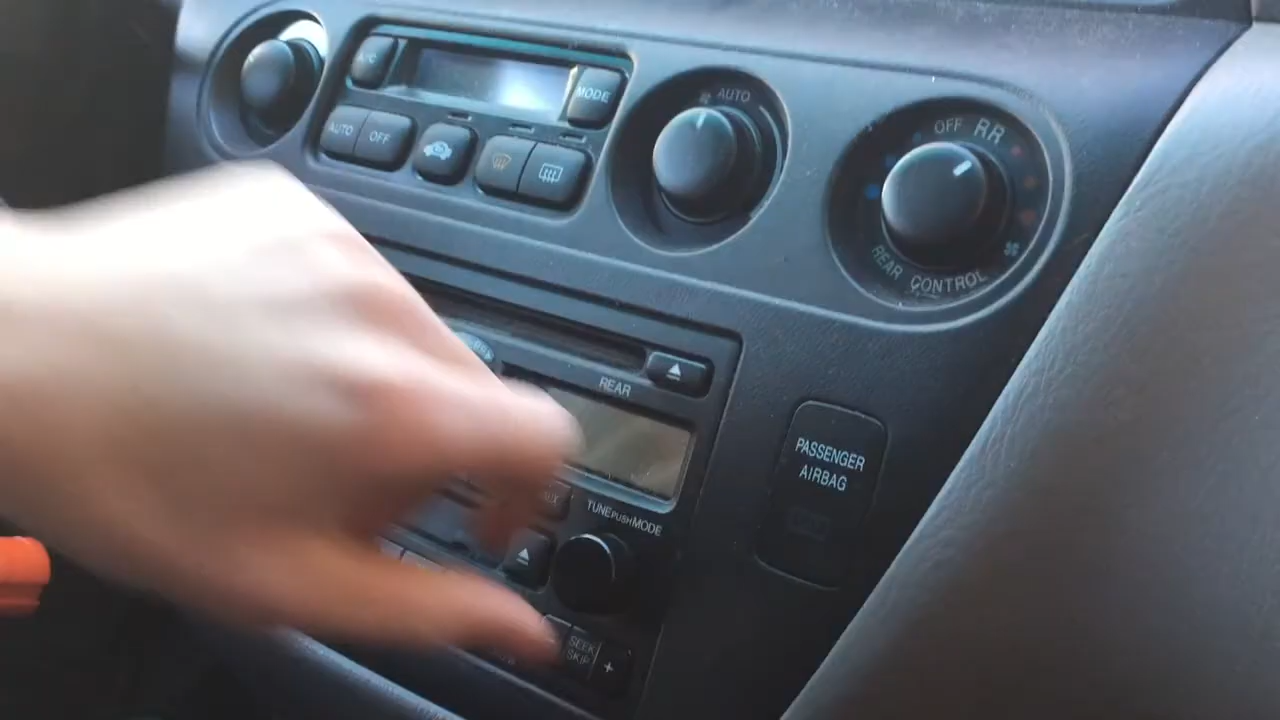 A/C
MODE
AUTO OFF
AUTO
OFF RR
REAR CONTROL
REAR
PASSENGER
AIRBAG
TUNE PUSH MODE
SEEK
SKIP +